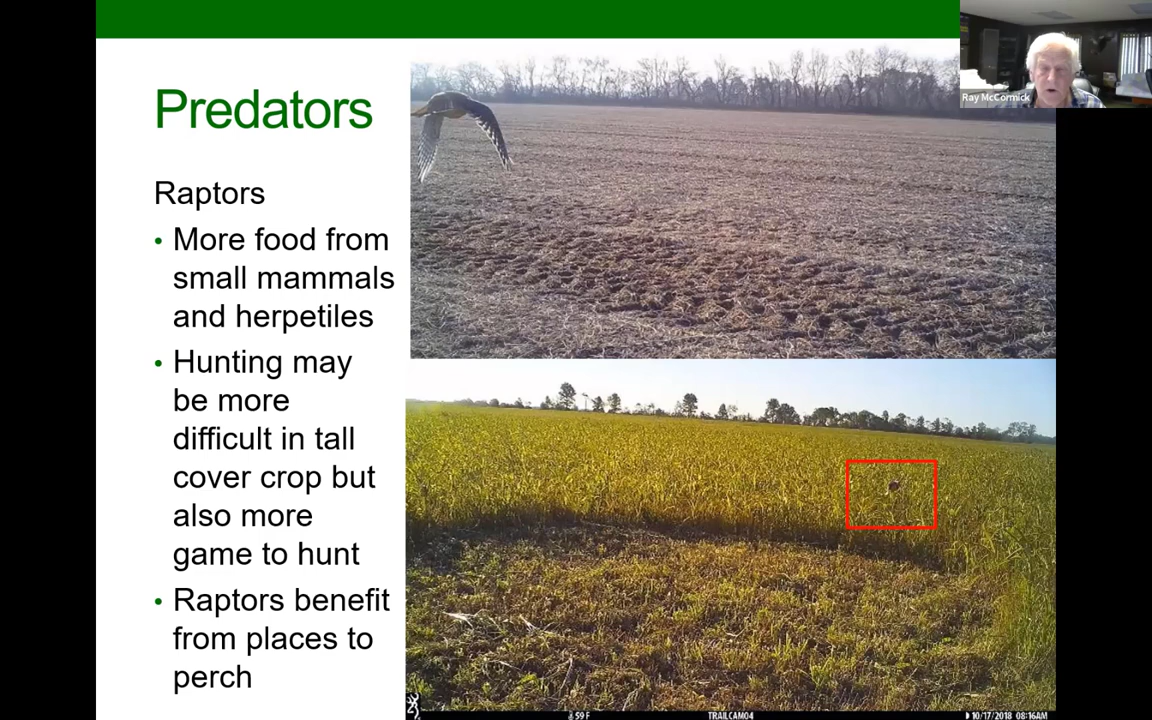 Predators
Raptors
• More food from
small mammals
and herpetiles
• Hunting may
be more
difficult in tall
cover crop but
also more
game to hunt
• Raptors benefit
from places to
perch
Ray McCormick
59 F
TRAILCAM04
10/17/2018 08:16AM